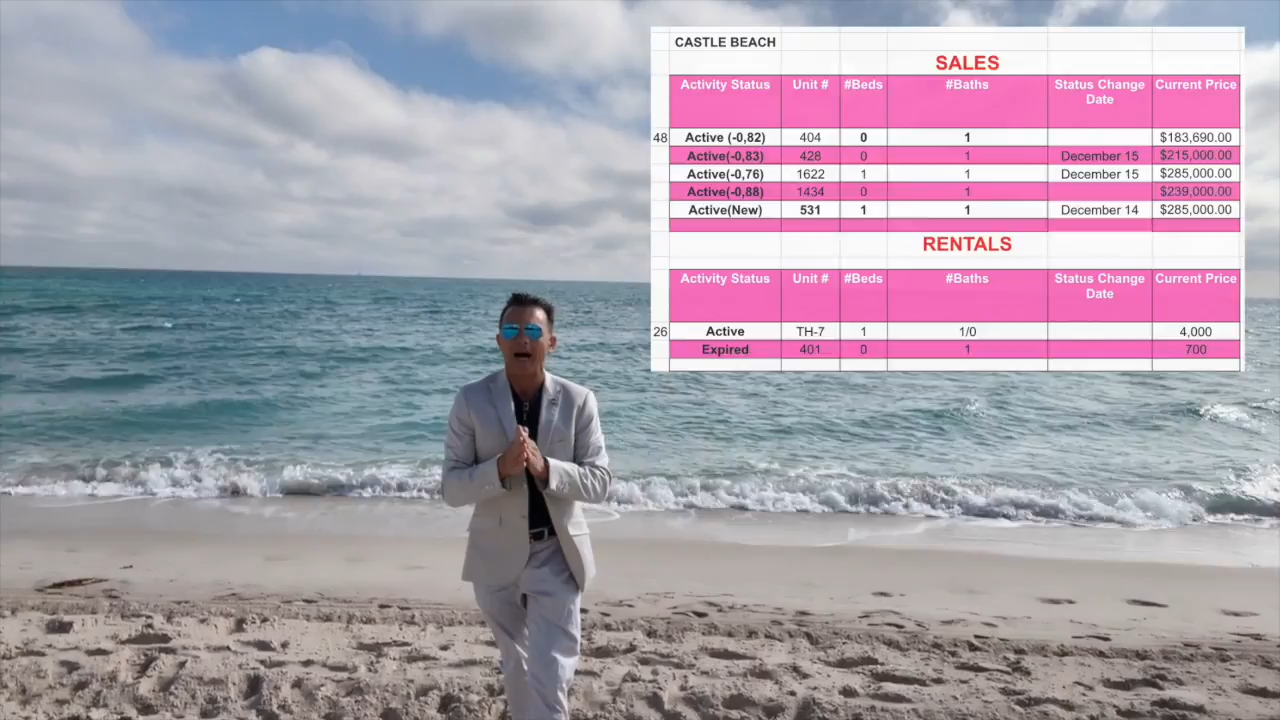 CASTLE BEACH
SALES
Activity Status Unit # #Beds #Baths Status Change Date Current Price
48 Active (-0,82) 404 0 1 $183,690.00
Active(-0,83) 428 0 1 December 15 $215,000.00
Active(-0,76) 1622 1 1 December 15 $285,000.00
Active(-0,88) 1434 0 1 $239,000.00
Active(New) 531 1 1 December 14 $285,000.00
RENTALS
Activity Status Unit # #Beds #Baths Status Change Date Current Price
26 Active TH-7 1 1/0 4,000
Expired 401 0 1 700